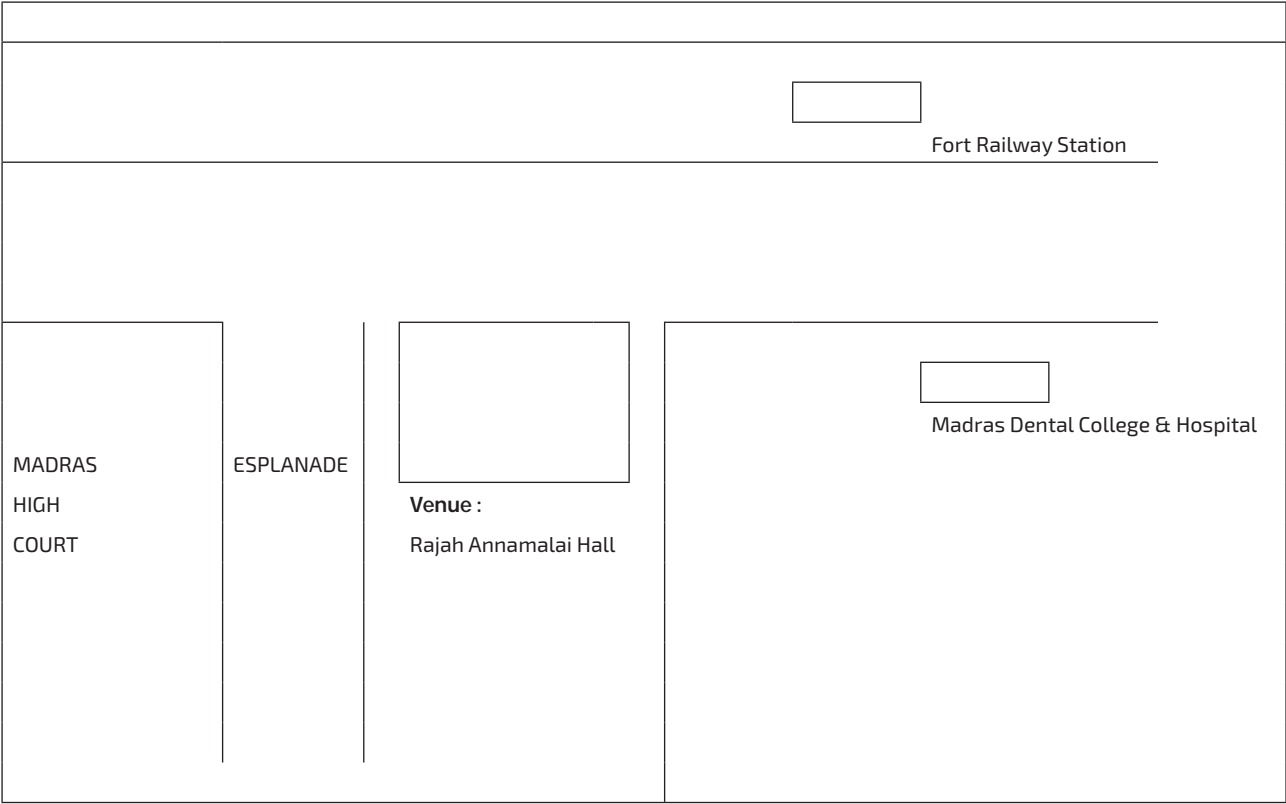 Fort Railway Station
Madras Dental College & Hospital
MADRAS
HIGH
COURT
ESPLANADE
Venue :
Rajah Annamalai Hall